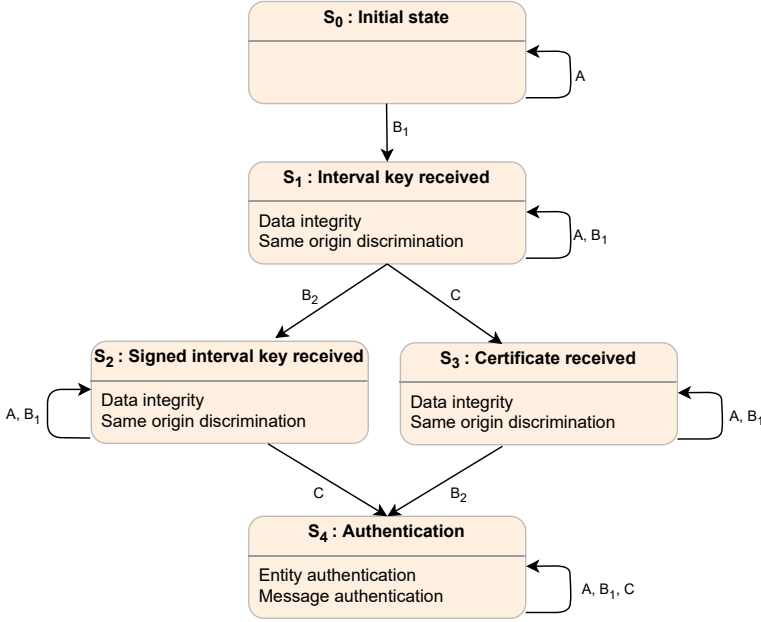 S₀ : Initial state
A
B₁
S₁ : Interval key received
Data integrity
Same origin discrimination
A, B₁
B₂
C
S₂ : Signed interval key received
Data integrity
Same origin discrimination
A, B₁
S₃ : Certificate received
Data integrity
Same origin discrimination
A, B₁
C
B₂
S₄ : Authentication
Entity authentication
Message authentication
A, B₁, C